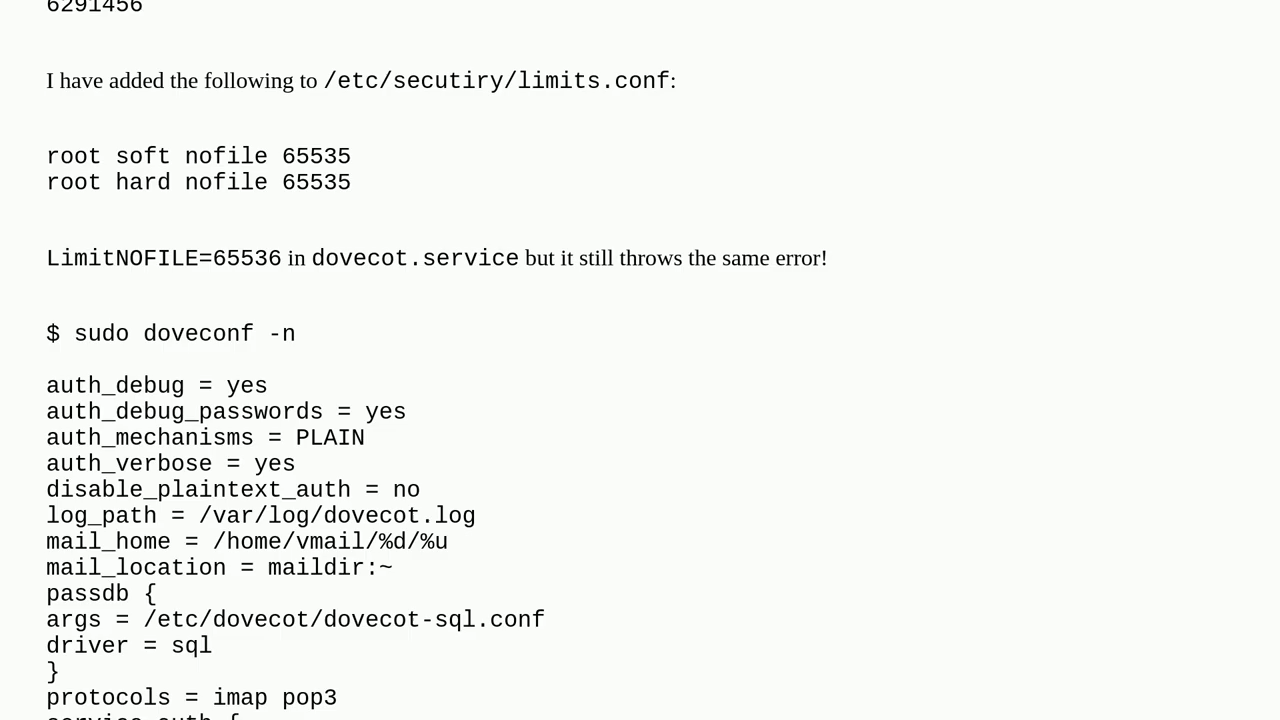 6291456
I have added the following to /etc/secutiry/limits.conf:
root soft nofile 65535
root hard nofile 65535
LimitNOFILE=65536 in dovecot.service but it still throws the same error!
$ sudo doveconf -n
auth_debug = yes
auth_debug_passwords = yes
auth_mechanisms = PLAIN
auth_verbose = yes
disable_plaintext_auth = no
log_path = /var/log/dovecot.log
mail_home = /home/vmail/%d/%u
mail_location = maildir:~
passdb {
args = /etc/dovecot/dovecot-sql.conf
driver = sql
}
protocols = imap pop3
service auth {